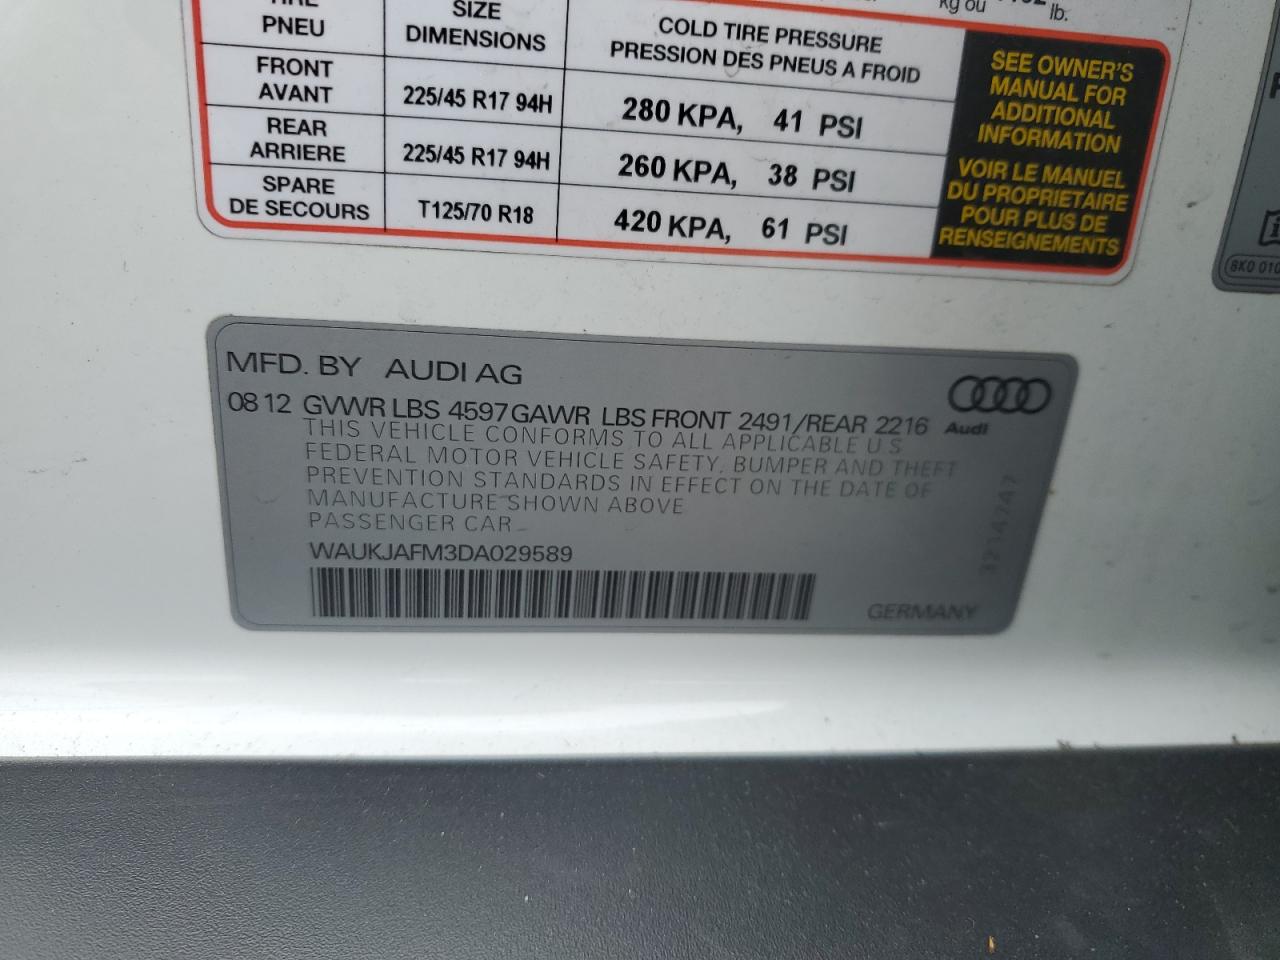 kg ou
lb.
PNEU
SIZE
DIMENSIONS
COLD TIRE PRESSURE
PRESSION DES PNEUS A FROID
FRONT
AVANT
225/45 R17 94H
280 KPA, 41 PSI
REAR
ARRIERE
225/45 R17 94H
260 KPA, 38 PSI
SPARE
DE SECOURS
T125/70 R18
420 KPA, 61 PSI
SEE OWNER'S
MANUAL FOR
ADDITIONAL
INFORMATION
VOIR LE MANUEL
DU PROPRIETAIRE
POUR PLUS DE
RENSEIGNEMENTS
8K0 010
MFD. BY AUDI AG
08 12 GVWR LBS 4597 GAWR LBS FRONT 2491/REAR 2216
Audi
THIS VEHICLE CONFORMS TO ALL APPLICABLE U.S
FEDERAL MOTOR VEHICLE SAFETY, BUMPER AND THEFT
PREVENTION STANDARDS IN EFFECT ON THE DATE OF
MANUFACTURE SHOWN ABOVE
PASSENGER CAR
WAUKJAFM3DA029589
GERMANY